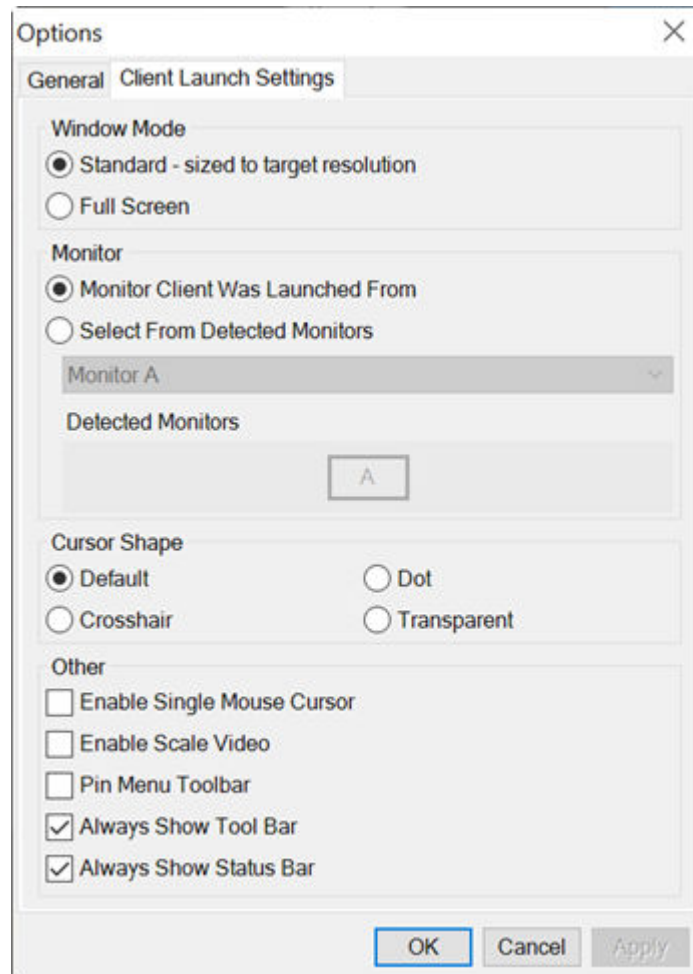 Options
General Client Launch Settings
Window Mode
Standard - sized to target resolution
Full Screen
Monitor
Monitor Client Was Launched From
Select From Detected Monitors
Monitor A
Detected Monitors
A
Cursor Shape
Default Dot
Crosshair Transparent
Other
Enable Single Mouse Cursor
Enable Scale Video
Pin Menu Toolbar
Always Show Tool Bar
Always Show Status Bar
OK Cancel Apply